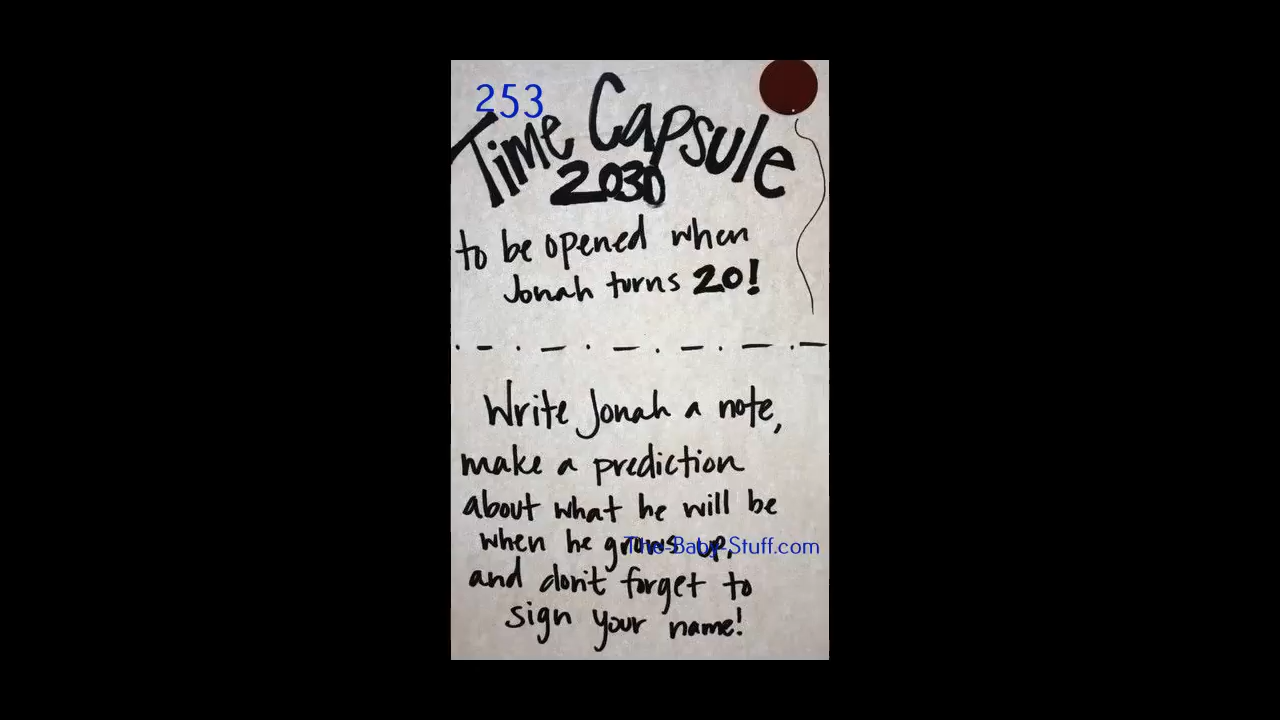 253
Time Capsule
2030
to be opened when
Jonah turns 20!
Write Jonah a note,
make a prediction
about what he will be
when he grows up,
The-Baby-Stuff.com
and don't forget to
sign your name!